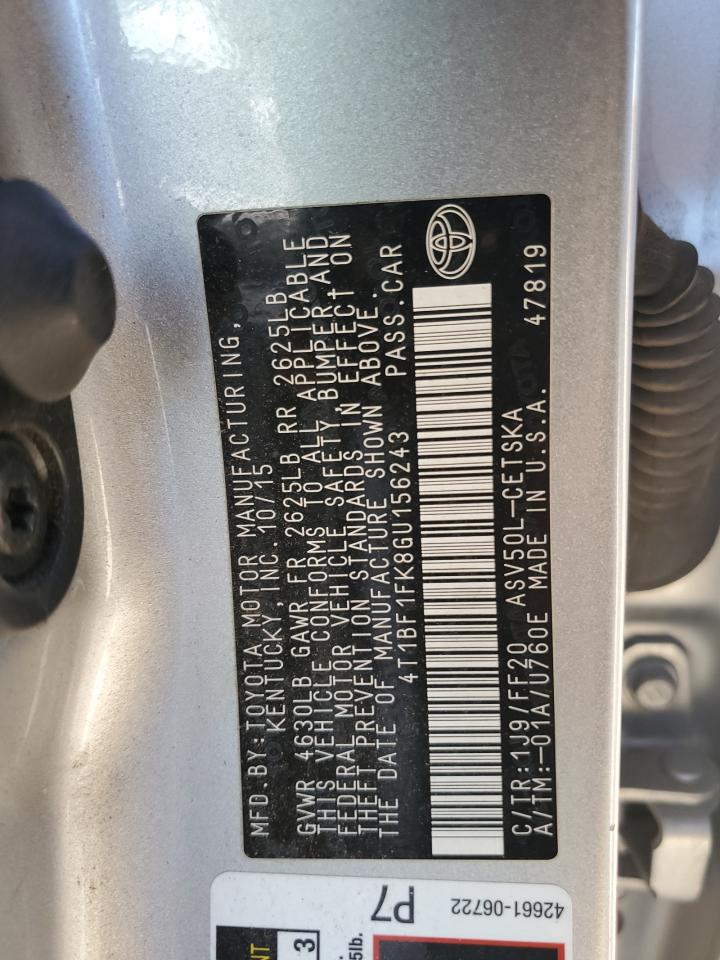 MFD. BY: TOYOTA MOTOR MANUFACTURING,
KENTUCKY, INC. 10/15
GVWR 4630LB GAWR FR 2625LB RR 2625LB
THIS VEHICLE CONFORMS TO ALL APPLICABLE
FEDERAL MOTOR VEHICLE SAFETY, BUMPER AND
THEFT PREVENTION STANDARDS IN EFFECT ON
THE DATE OF MANUFACTURE SHOWN ABOVE.
4T1BF1FK8GU156243 PASS. CAR
C/TR:1J9/FF20 ASV50L-CETSKA
A/TM:-01A/U760E MADE IN U.S.A. 47819
P7
42661-06722
3
5lb.